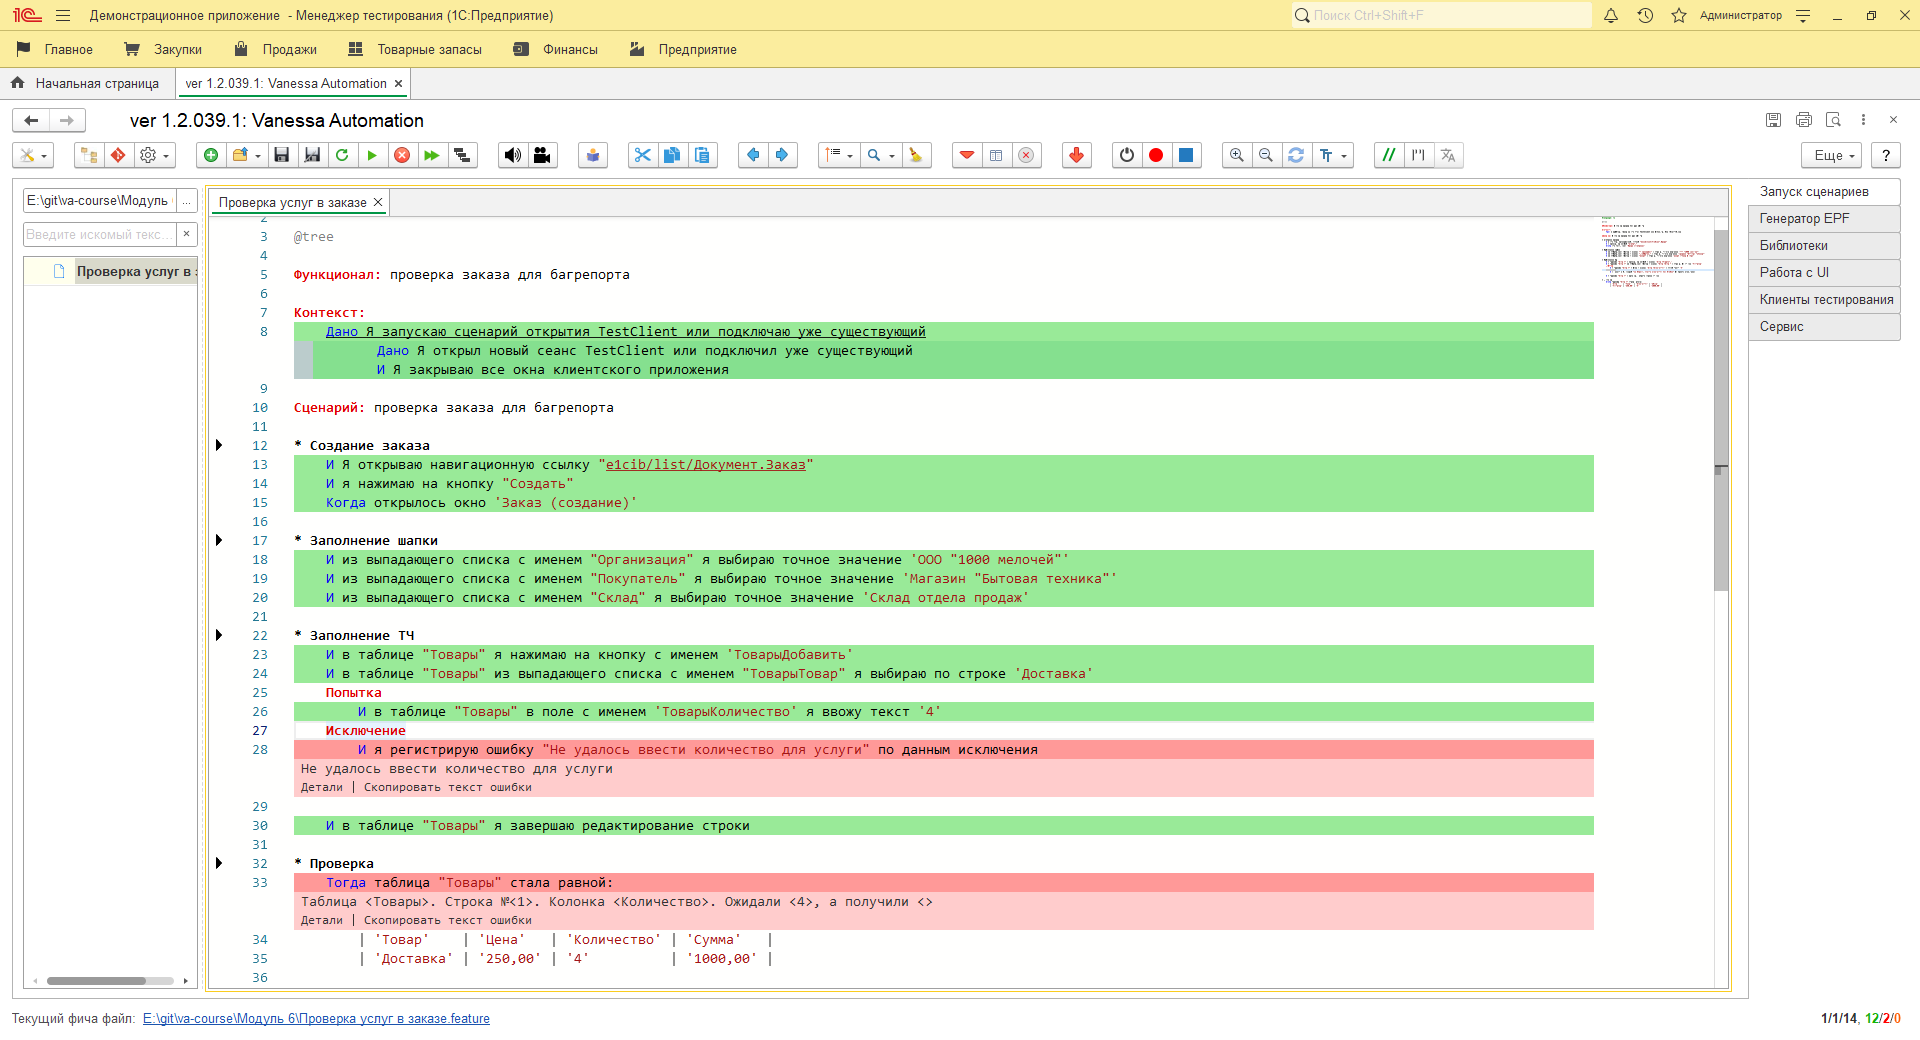 Демонстрационное приложение - Менеджер тестирования (1С:Предприятие)
Поиск Ctrl+Shift+F
Администратор
Главное
Закупки
Продажи
Товарные запасы
Финансы
Предприятие
Начальная страница
ver 1.2.039.1: Vanessa Automation
ver 1.2.039.1: Vanessa Automation
Еще
?
E:\git\va-course\Модуль
...
Введите искомый текс...
Проверка услуг в
Проверка услуг в заказе
2
3 @tree
4
5 Функционал: проверка заказа для багрепорта
6
7 Контекст:
8 Дано Я запускаю сценарий открытия TestClient или подключаю уже существующий
Дано Я открыл новый сеанс TestClient или подключил уже существующий
И Я закрываю все окна клиентского приложения
9
10 Сценарий: проверка заказа для багрепорта
11
12 * Создание заказа
13 И Я открываю навигационную ссылку "e1cib/list/Документ.Заказ"
14 И я нажимаю на кнопку "Создать"
15 Когда открылось окно 'Заказ (создание)'
16
17 * Заполнение шапки
18 И из выпадающего списка с именем "Организация" я выбираю точное значение 'ООО "1000 мелочей"'
19 И из выпадающего списка с именем "Покупатель" я выбираю точное значение 'Магазин "Бытовая техника"'
20 И из выпадающего списка с именем "Склад" я выбираю точное значение 'Склад отдела продаж'
21
22 * Заполнение ТЧ
23 И в таблице "Товары" я нажимаю на кнопку с именем 'ТоварыДобавить'
24 И в таблице "Товары" из выпадающего списка с именем "ТоварыТовар" я выбираю по строке 'Доставка'
25 Попытка
26 И в таблице "Товары" в поле с именем 'ТоварыКоличество' я ввожу текст '4'
27 Исключение
28 И я регистрирую ошибку "Не удалось ввести количество для услуги" по данным исключения
Не удалось ввести количество для услуги
Детали | Скопировать текст ошибки
29
30 И в таблице "Товары" я завершаю редактирование строки
31
32 * Проверка
33 Тогда таблица "Товары" стала равной:
Таблица <Товары>. Строка №<1>. Колонка <Количество>. Ожидали <4>, а получили <>
Детали | Скопировать текст ошибки
34 | 'Товар' | 'Цена' | 'Количество' | 'Сумма' |
35 | 'Доставка' | '250,00' | '4' | '1000,00' |
36
Запуск сценариев
Генератор EPF
Библиотеки
Работа с UI
Клиенты тестирования
Сервис
Текущий фича файл: E:\git\va-course\Модуль 6\Проверка услуг в заказе.feature
1/1/14, 12/2/0